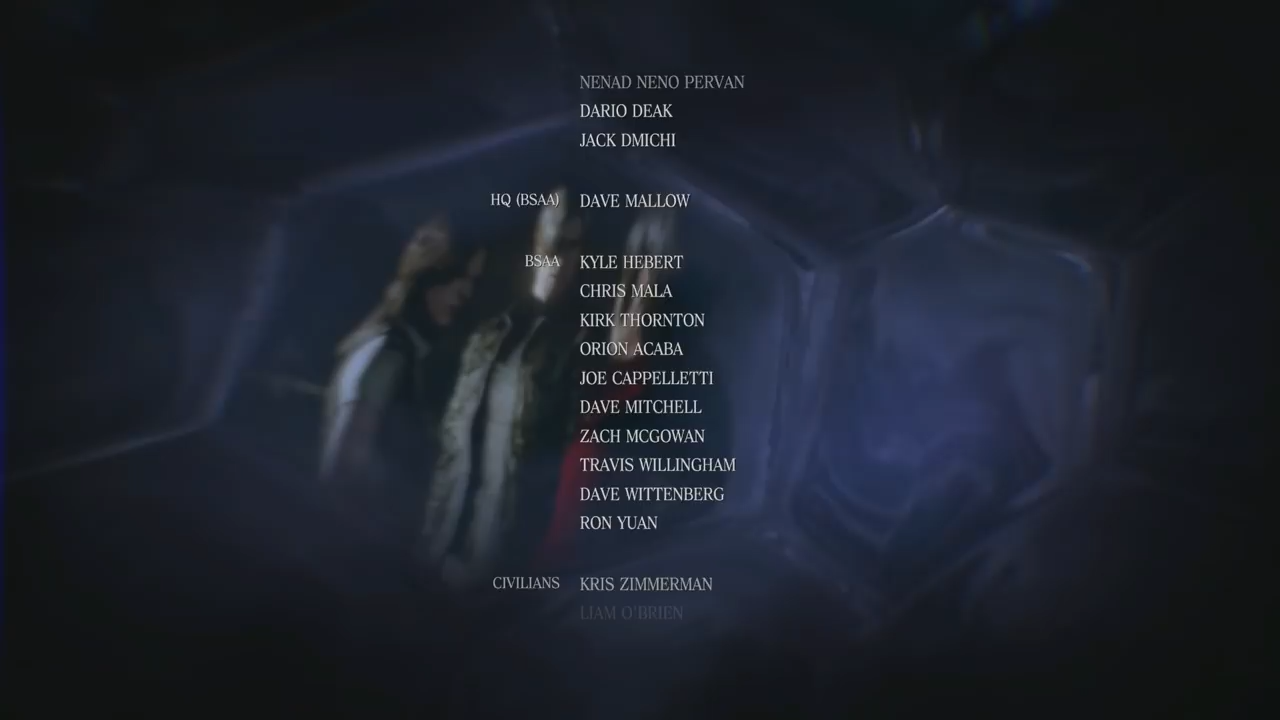 NENAD NENO PERVAN
DARIO DEAK
JACK DMICHI
HQ (BSAA) DAVE MALLOW
BSAA KYLE HEBERT
CHRIS MALA
KIRK THORNTON
ORION ACABA
JOE CAPPELLETTI
DAVE MITCHELL
ZACH MCGOWAN
TRAVIS WILLINGHAM
DAVE WITTENBERG
RON YUAN
CIVILIANS KRIS ZIMMERMAN
LIAM O'BRIEN